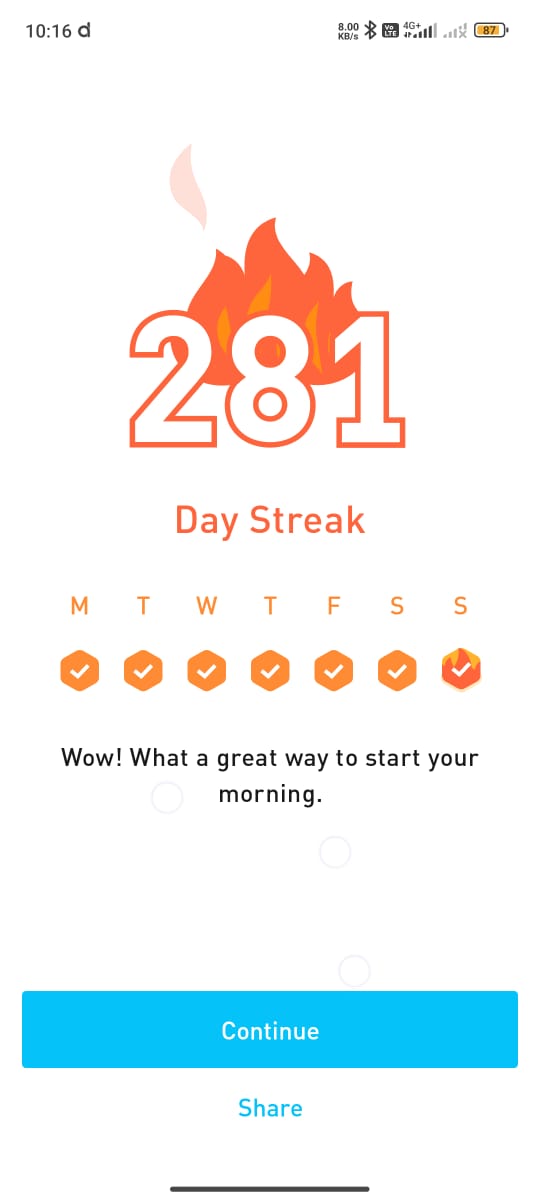 10:16 d 8.00 KB/s Vo LTE 4G+ 87
281
Day Streak
M T W T F S S
Wow! What a great way to start your
morning.
Continue
Share